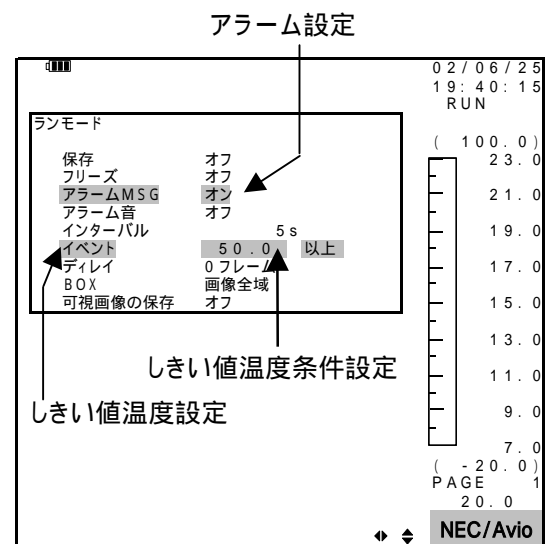 アラーム設定
02/06/25
19:40:15
RUN
ランモード
保存 オフ
フリーズ オフ
アラームMSG オン
アラーム音 オフ
インターバル 5s
イベント 50.0 以上
ディレイ 0フレーム
BOX 画像全域
可視画像の保存 オフ
( 100.0)
23.0
21.0
19.0
17.0
15.0
13.0
11.0
9.0
7.0
( -20.0)
PAGE 1
20.0
NEC/Avio
しきい値温度条件設定
しきい値温度設定